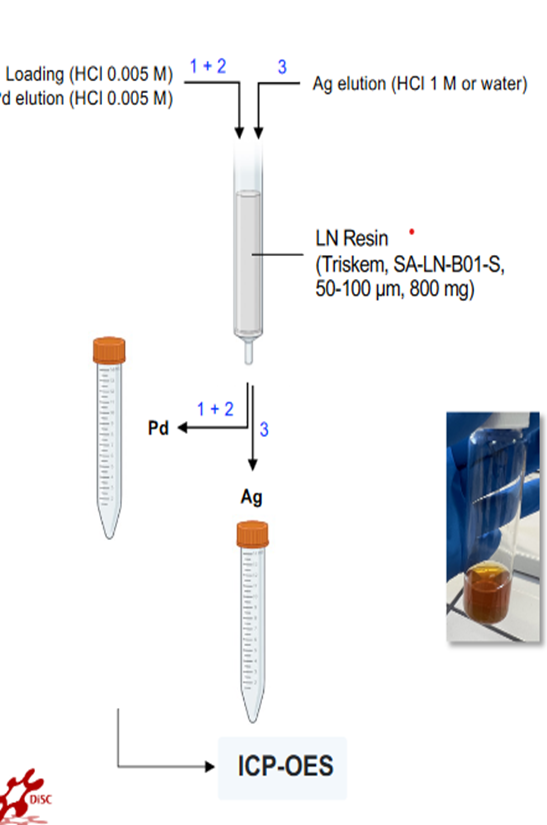 Loading (HCl 0.005 M)
d elution (HCl 0.005 M)
1 + 2
3
Ag elution (HCl 1 M or water)
LN Resin
(Triskem, SA-LN-B01-S,
50-100 µm, 800 mg)
1 + 2
3
Pd
Ag
ICP-OES
DiSC